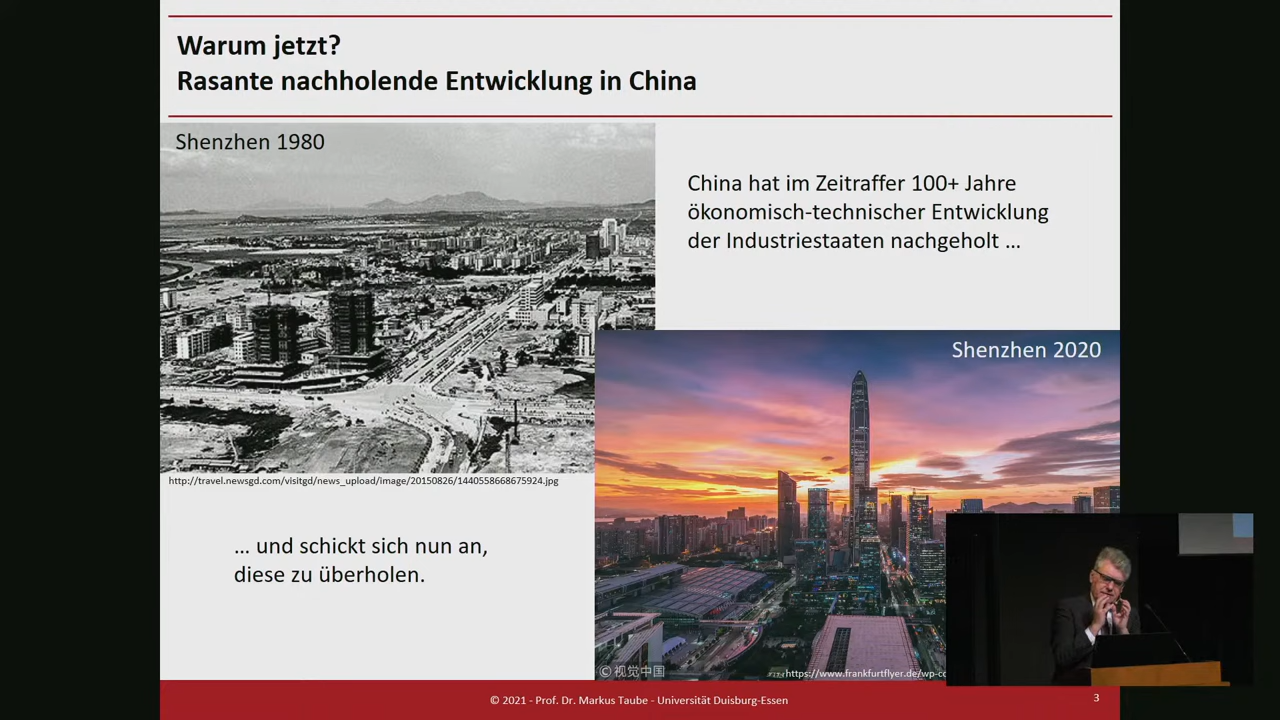 Warum jetzt?
Rasante nachholende Entwicklung in China
Shenzhen 1980
China hat im Zeitraffer 100+ Jahre
ökonomisch-technischer Entwicklung
der Industriestaaten nachgeholt ...
Shenzhen 2020
http://travel.newsgd.com/visitgd/news_upload/image/20150826/1440558668675924.jpg
... und schickt sich nun an,
diese zu überholen.
©视觉中国
https://www.frankfurtflyer.de/wp-co
© 2021 - Prof. Dr. Markus Taube - Universität Duisburg-Essen
3